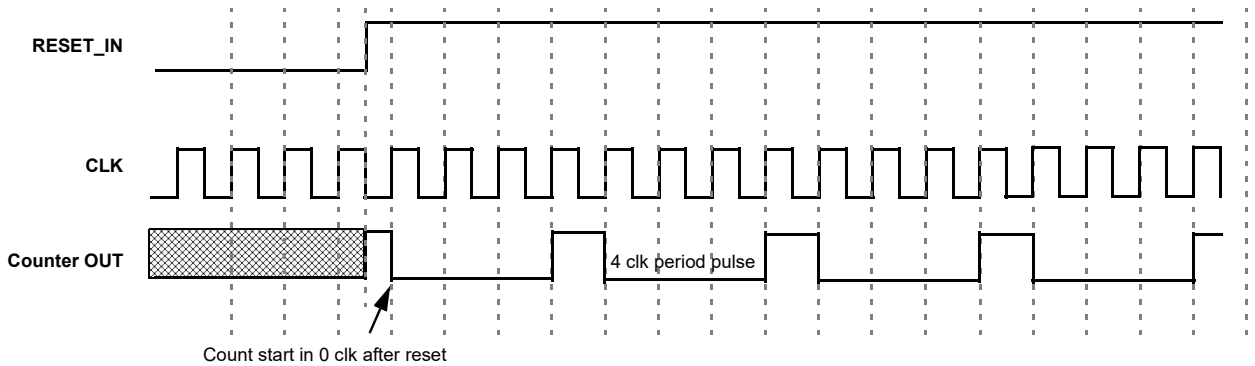 RESET_IN
CLK
Counter OUT
4 clk period pulse
Count start in 0 clk after reset